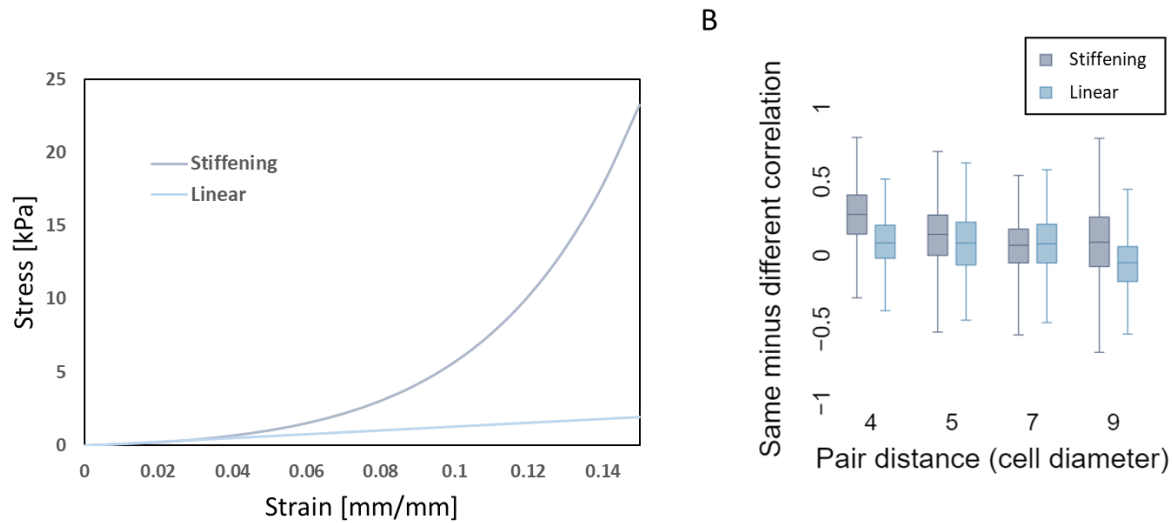 B
Stress [kPa]
25
20
15
10
5
0
Stiffening
Linear
0 0.02 0.04 0.06 0.08 0.1 0.12 0.14
Strain [mm/mm]
Same minus different correlation
1
0.5
0
−0.5
−1
Stiffening
Linear
4 5 7 9
Pair distance (cell diameter)